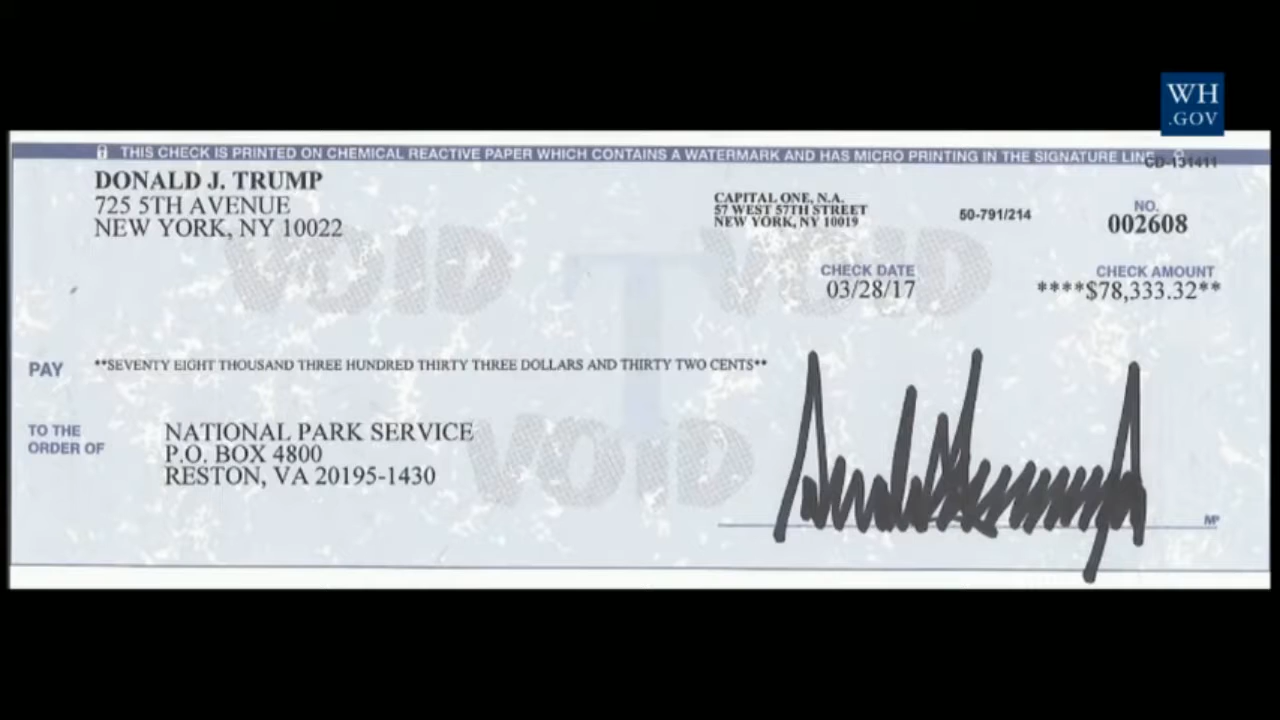 WH
.GOV
THIS CHECK IS PRINTED ON CHEMICAL REACTIVE PAPER WHICH CONTAINS A WATERMARK AND HAS MICRO PRINTING IN THE SIGNATURE LINE
CD-131411
DONALD J. TRUMP
725 5TH AVENUE
NEW YORK, NY 10022
CAPITAL ONE, N.A.
57 WEST 57TH STREET
NEW YORK, NY 10019
50-791/214
NO.
002608
VOID VOID
CHECK DATE
03/28/17
CHECK AMOUNT
****$78,333.32**
PAY **SEVENTY EIGHT THOUSAND THREE HUNDRED THIRTY THREE DOLLARS AND THIRTY TWO CENTS**
TO THE
ORDER OF
NATIONAL PARK SERVICE
P.O. BOX 4800
RESTON, VA 20195-1430
VOID
MP